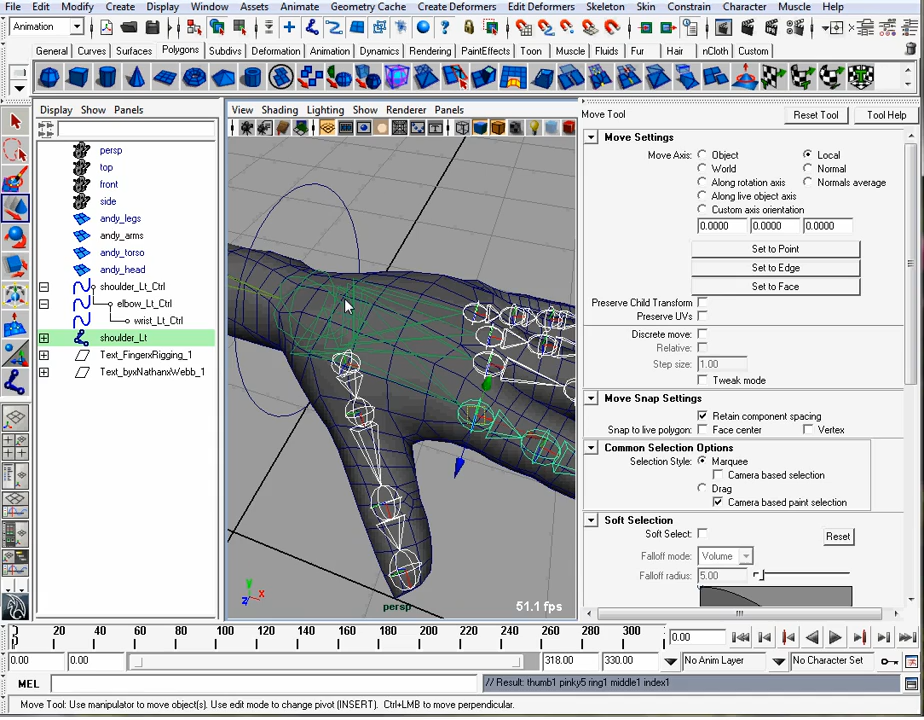 File Edit Modify Create Display Window Assets Animate Geometry Cache Create Deformers Edit Deformers Skeleton Skin Constrain Character Muscle Help
Animation
General Curves Surfaces Polygons Subdivs Deformation Animation Dynamics Rendering PaintEffects Toon Muscle Fluids Fur Hair nCloth Custom
Display Show Panels
persp
top
front
side
andy_legs
andy_arms
andy_torso
andy_head
shoulder_Lt_Ctrl
elbow_Lt_Ctrl
wrist_Lt_Ctrl
shoulder_Lt
Text_FingerxRigging_1
Text_byxNathanxWebb_1
View Shading Lighting Show Renderer Panels
persp
51.1 fps
y
x
z
Move Tool
Reset Tool
Tool Help
Move Settings
Move Axis: Object Local
World Normal
Along rotation axis Normals average
Along live object axis
Custom axis orientation
0.0000 0.0000 0.0000
Set to Point
Set to Edge
Set to Face
Preserve Child Transform
Preserve UVs
Discrete move:
Relative:
Step size: 1.00
Tweak mode
Move Snap Settings
Retain component spacing
Snap to live polygon: Face center Vertex
Common Selection Options
Selection Style: Marquee
Camera based selection
Drag
Camera based paint selection
Soft Selection
Soft Select: Reset
Falloff mode: Volume
Falloff radius: 5.00
20 40 60 80 100 120 140 160 180 200 220 240 260 280 300
0.00
0.00 0.00 318.00 330.00 No Anim Layer No Character Set
MEL
// Result: thumb1 pinky5 ring1 middle1 index1
Move Tool: Use manipulator to move object(s). Use edit mode to change pivot (INSERT). Ctrl+LMB to move perpendicular.